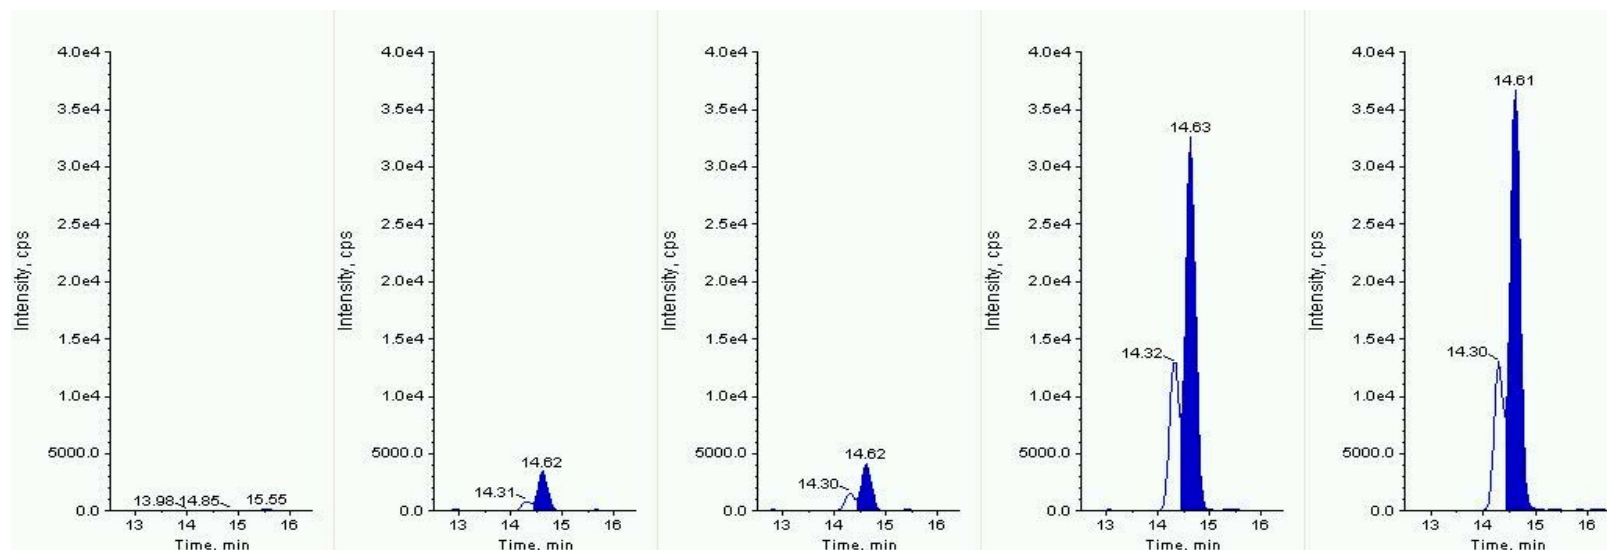 4.0e4
3.5e4
3.0e4
2.5e4
2.0e4
1.5e4
1.0e4
5000.0
0.0
Intensity, cps
13.98 14.85 15.55
13 14 15 16
Time, min
4.0e4
3.5e4
3.0e4
2.5e4
2.0e4
1.5e4
1.0e4
5000.0
0.0
Intensity, cps
14.62
14.31
13 14 15 16
Time, min
4.0e4
3.5e4
3.0e4
2.5e4
2.0e4
1.5e4
1.0e4
5000.0
0.0
Intensity, cps
14.62
14.30
13 14 15 16
Time, min
4.0e4
3.5e4
3.0e4
2.5e4
2.0e4
1.5e4
1.0e4
5000.0
0.0
Intensity, cps
14.63
14.32
13 14 15 16
Time, min
4.0e4
3.5e4
3.0e4
2.5e4
2.0e4
1.5e4
1.0e4
5000.0
0.0
Intensity, cps
14.61
14.30
13 14 15 16
Time, min